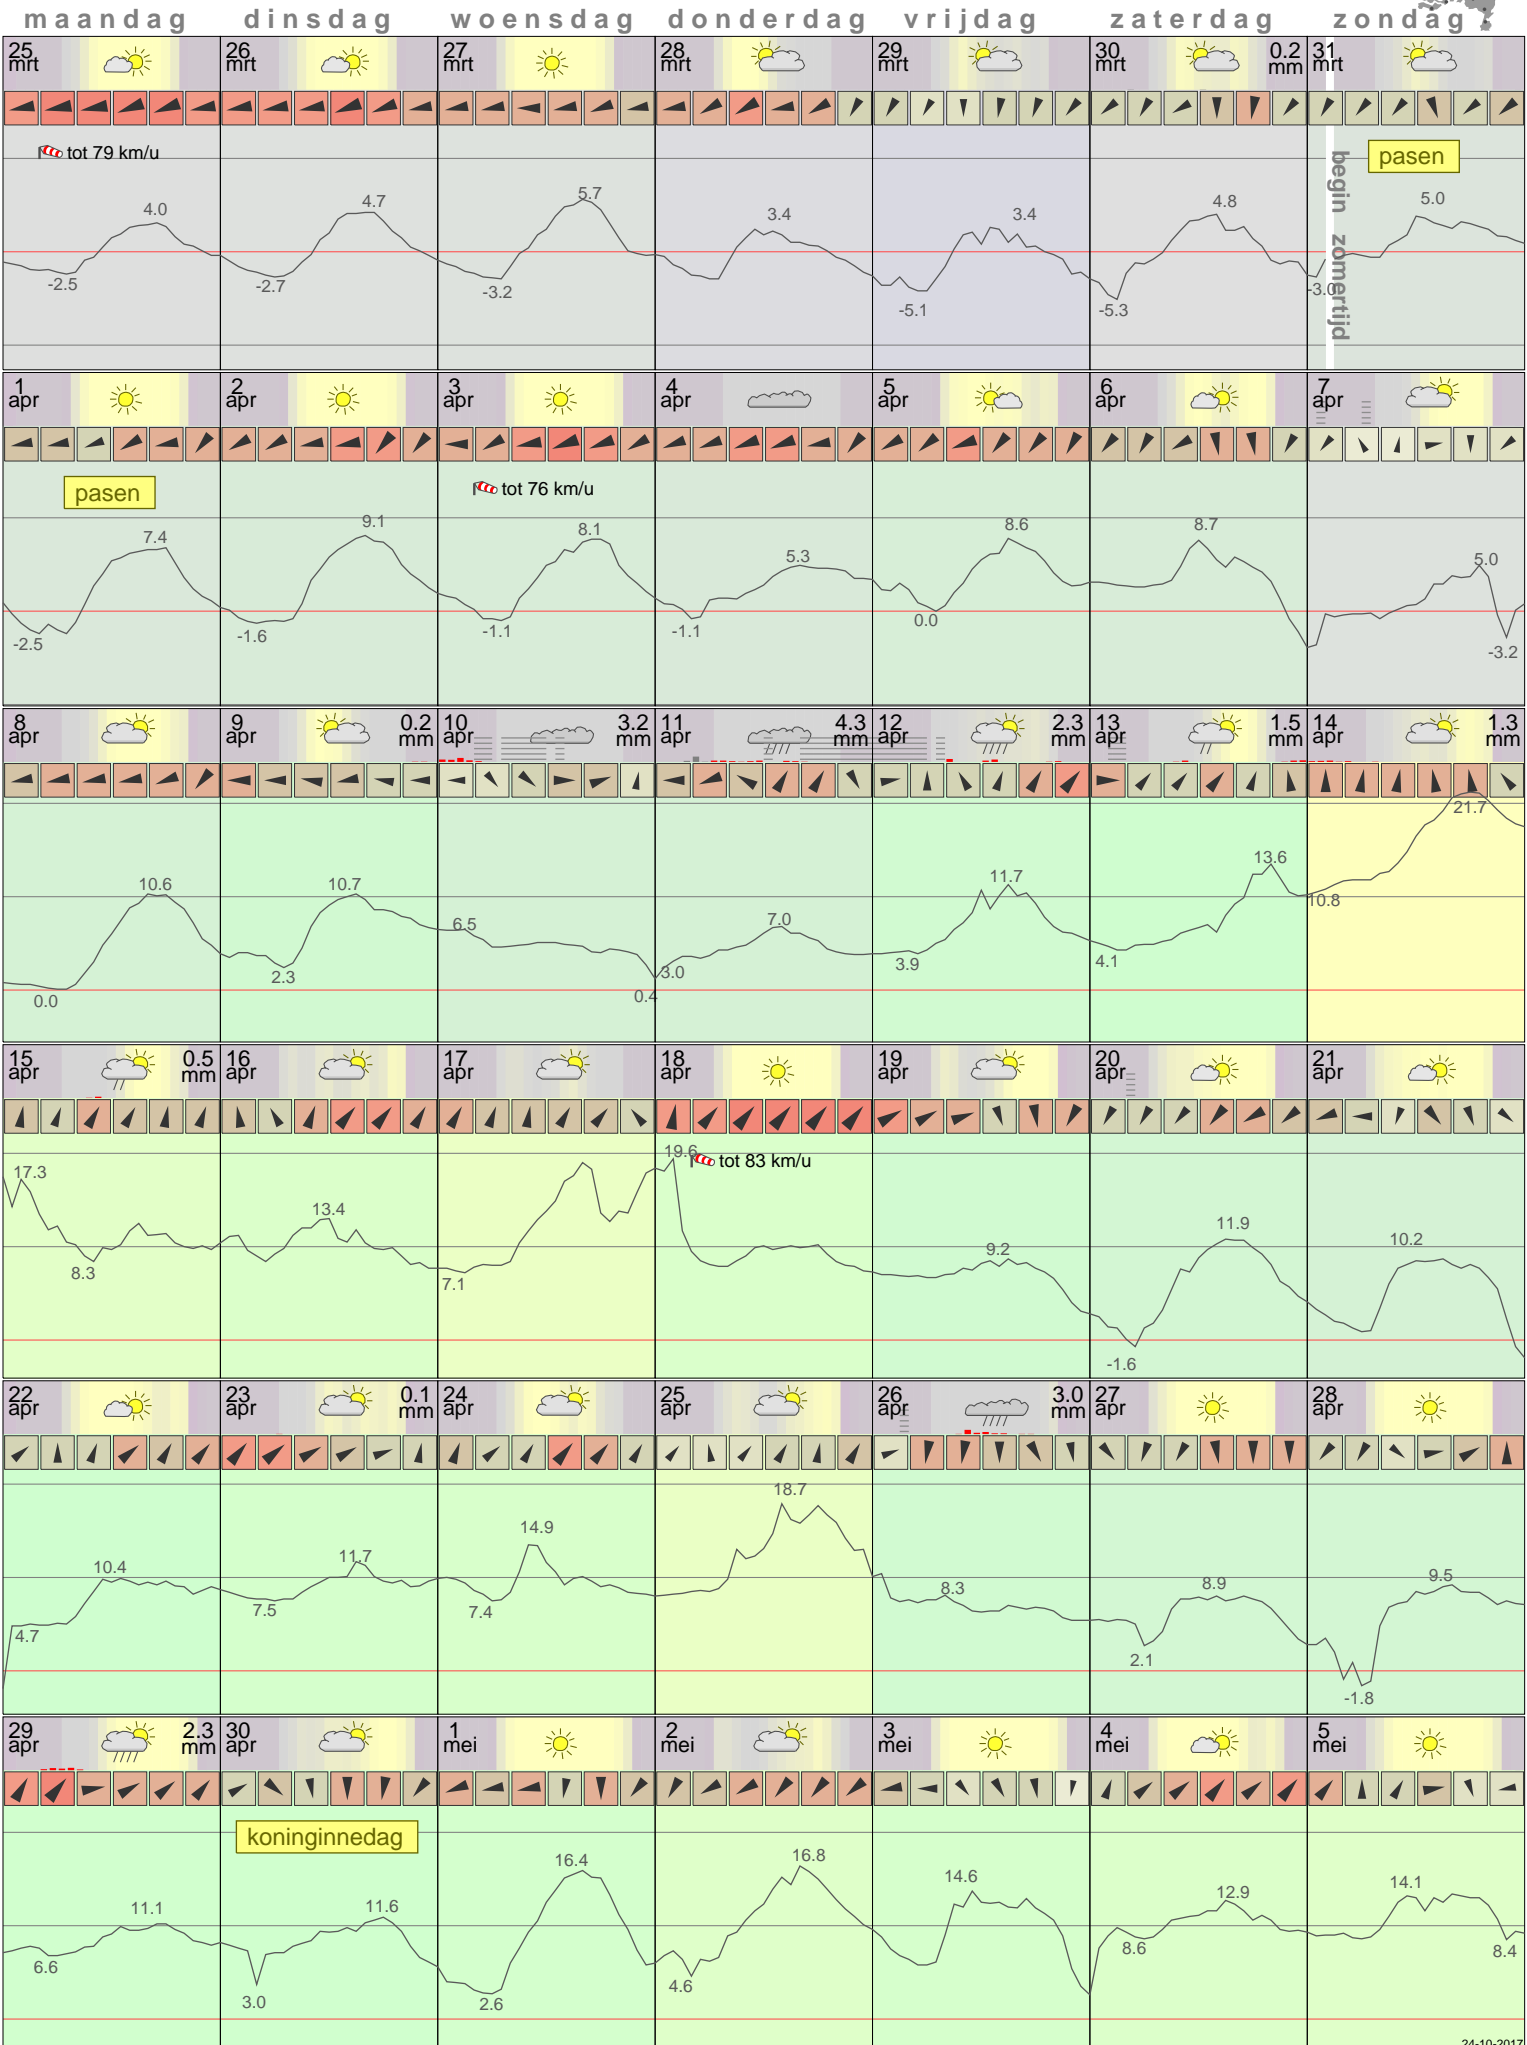 maandag dinsdag woensdag donderdag vrijdag zaterdag zondag
25 26 27 28 29 30 0.2 31
mrt mrt mrt mrt mrt mrt mm mrt
tot 79 km/u
pasen
begin zomertijd
4.0 4.7 5.7 3.4 3.4 4.8 5.0
-2.5 -2.7 -3.2 -5.1 -5.3 -3.0
1 2 3 4 5 6 7
apr apr apr apr apr apr apr
pasen
tot 76 km/u
7.4 9.1 8.1 5.3 8.6 8.7 5.0
-2.5 -1.6 -1.1 -1.1 0.0 -3.2
8 9 0.2 10 3.2 11 4.3 12 2.3 13 1.5 14 1.3
apr apr mm apr mm apr mm apr mm apr mm apr mm
10.6 10.7 6.5 7.0 11.7 13.6 21.7
0.0 2.3 0.4 3.0 3.9 4.1 10.8
15 0.5 16 17 18 19 20 21
apr mm apr apr apr apr apr apr
tot 83 km/u
17.3 13.4 19.6 9.2 11.9 10.2
8.3 7.1 -1.6
22 23 0.1 24 25 26 3.0 27 28
apr apr mm apr apr apr mm apr apr
10.4 11.7 14.9 18.7 8.3 8.9 9.5
4.7 7.5 7.4 2.1 -1.8
29 2.3 30 1 2 3 4 5
apr mm apr mei mei mei mei mei
koninginnedag
11.1 11.6 16.4 16.8 14.6 12.9 14.1
6.6 3.0 2.6 4.6 8.6 8.4
24-10-2017